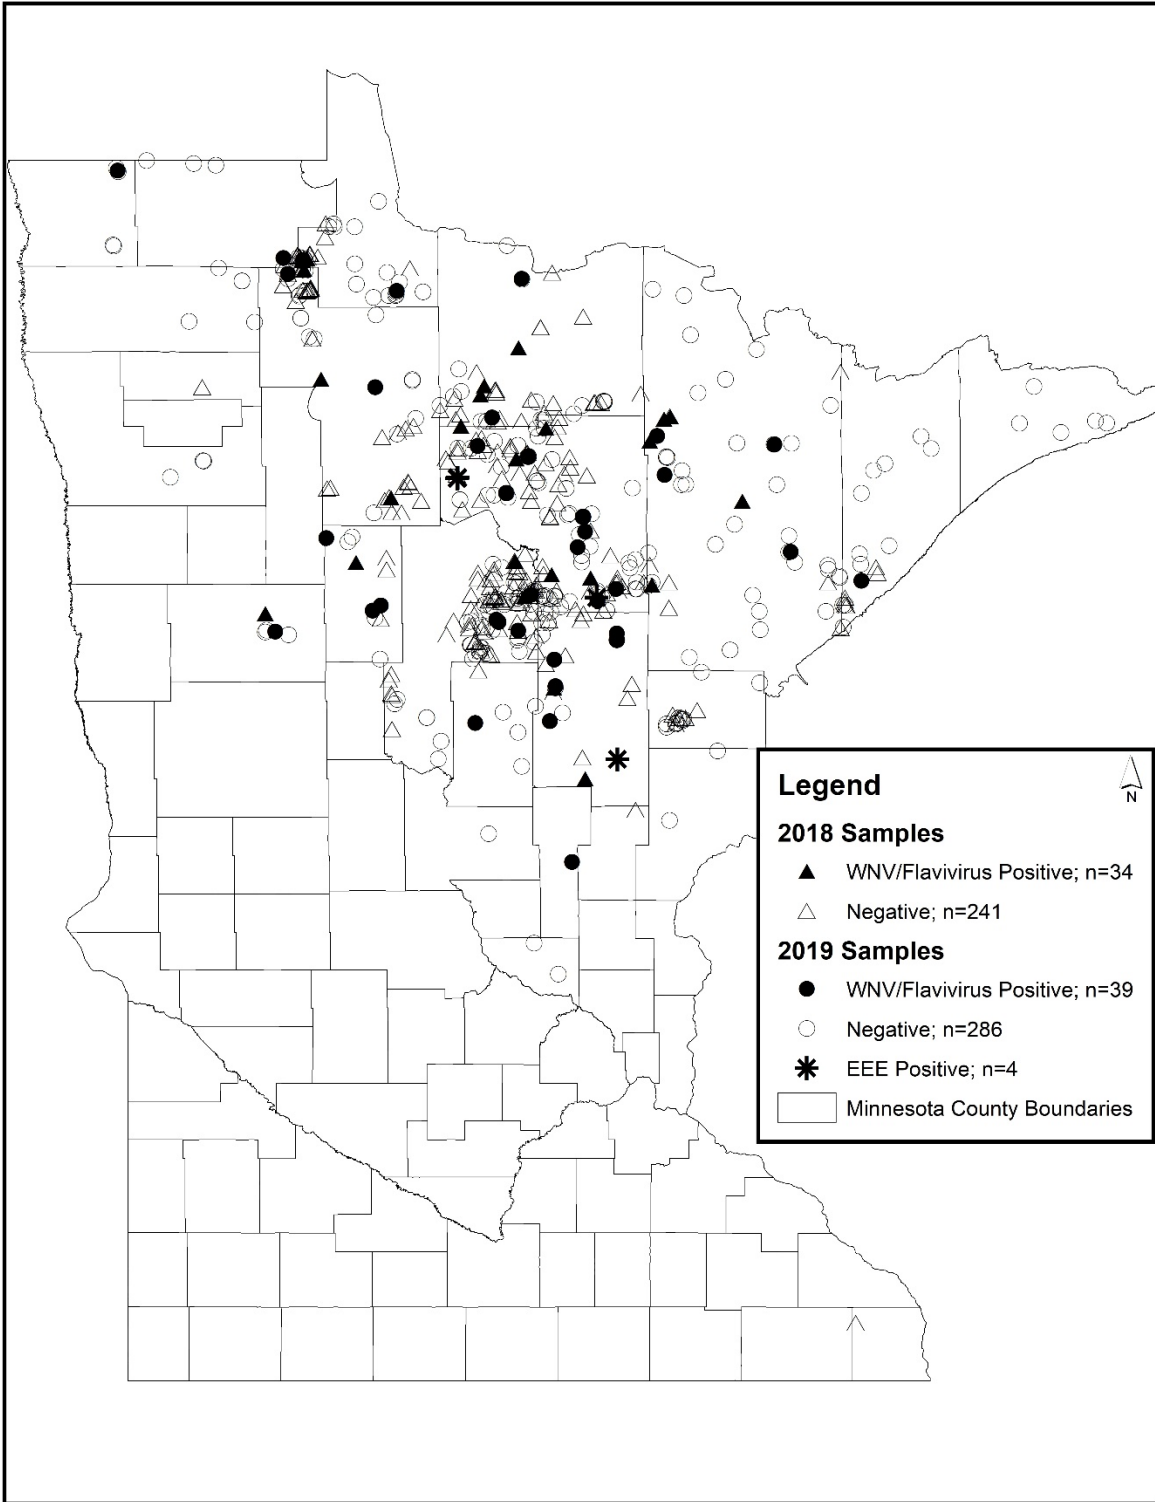 Legend
N
2018 Samples
WNV/Flavivirus Positive; n=34
Negative; n=241
2019 Samples
WNV/Flavivirus Positive; n=39
Negative; n=286
EEE Positive; n=4
Minnesota County Boundaries